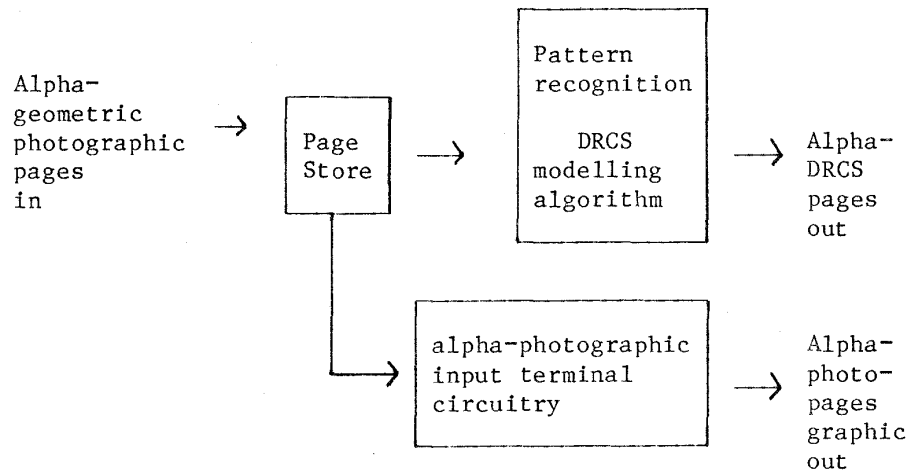 Alpha-
geometric
photographic
pages
in
Page
Store
Pattern
recognition
DRCS
modelling
algorithm
Alpha-
DRCS
pages
out
alpha-photographic
input terminal
circuitry
Alpha-
photo-
pages
graphic
out